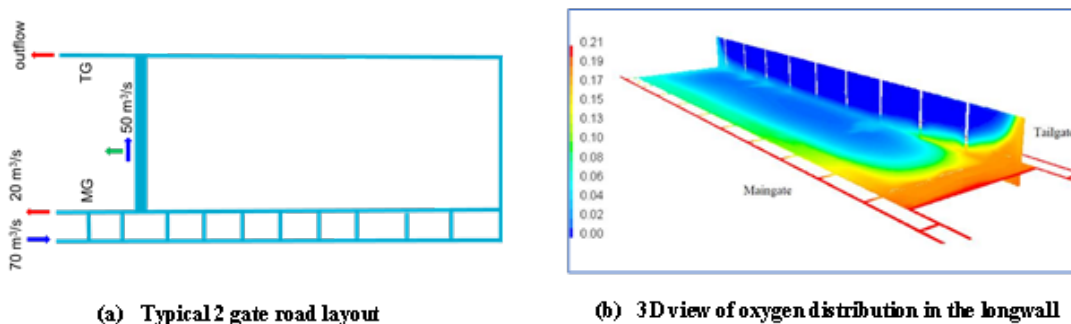 outflow
TG
50 m³/s
MG
20 m³/s
70 m³/s
(a) Typical 2 gate road layout
0.21
0.19
0.17
0.15
0.13
0.10
0.08
0.06
0.04
0.02
0.00
Maingate
Tailgate
(b) 3D view of oxygen distribution in the longwall